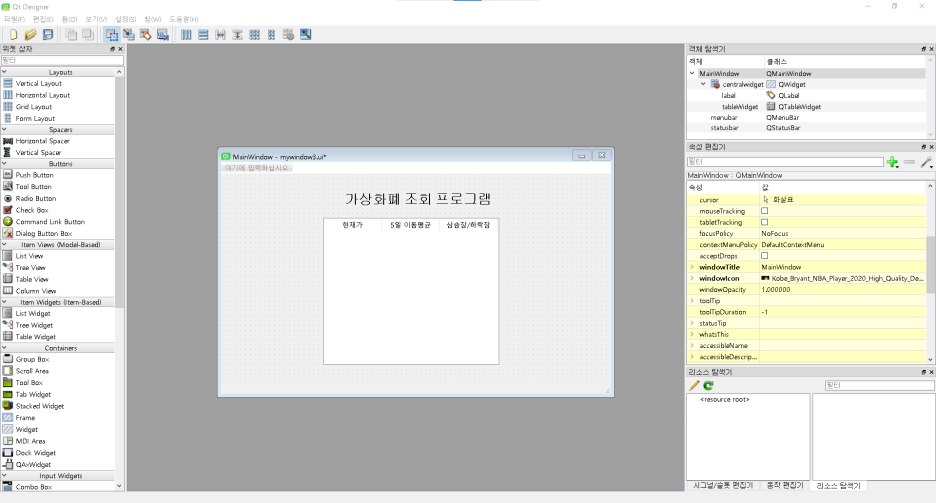 Qt Designer
파일(F) 편집(E) 폼(O) 보기(V) 설정(S) 창(W) 도움말(H)
위젯 상자
필터
Layouts
Vertical Layout
Horizontal Layout
Grid Layout
Form Layout
Spacers
Horizontal Spacer
Vertical Spacer
Buttons
Push Button
Tool Button
Radio Button
Check Box
Command Link Button
Dialog Button Box
Item Views (Model-Based)
List View
Tree View
Table View
Column View
Item Widgets (Item-Based)
List Widget
Tree Widget
Table Widget
Containers
Group Box
Scroll Area
Tool Box
Tab Widget
Stacked Widget
Frame
Widget
MDI Area
Dock Widget
QAxWidget
Input Widgets
Combo Box
MainWindow - mywindow3.ui*
여기에 입력하십시오
가상화폐 조회 프로그램
현재가 5일 이동평균 상승장/하락장
객체 탐색기
객체 클래스
MainWindow QMainWindow
centralwidget QWidget
label QLabel
tableWidget QTableWidget
menubar QMenuBar
statusbar QStatusBar
속성 편집기
필터
MainWindow : QMainWindow
속성 값
cursor 화살표
mouseTracking
tabletTracking
focusPolicy NoFocus
contextMenuPolicy DefaultContextMenu
acceptDrops
windowTitle MainWindow
windowIcon Kobe_Bryant_NBA_Player_2020_High_Quality_De...
windowOpacity 1.000000
toolTip
toolTipDuration -1
statusTip
whatsThis
accessibleName
accessibleDescrip...
리소스 탐색기
필터
<resource root>
시그널/슬롯 편집기 동작 편집기 리소스 탐색기